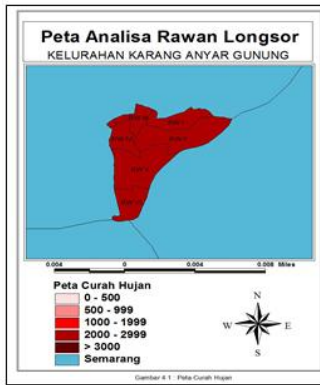 Peta Analisa Rawan Longsor
KELURAHAN KARANG ANYAR GUNUNG
0.004 0 0.004 0.008 Miles
Peta Curah Hujan
0 - 500
500 - 999
1000 - 1999
2000 - 2999
> 3000
Semarang
N
W E
S
Gambar 4.1 Peta Curah Hujan